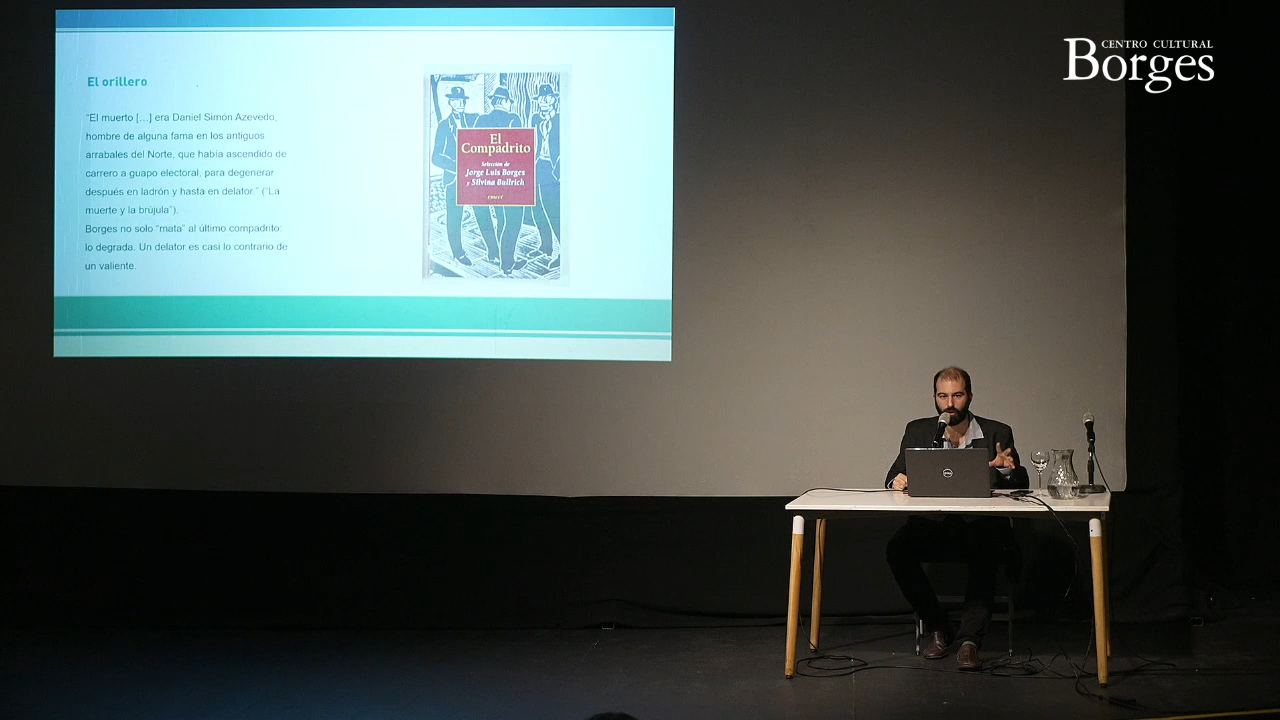 El orillero
"El muerto [...] era Daniel Simón Azevedo,
hombre de alguna fama en los antiguos
arrabales del Norte, que había ascendido de
carrero a guapo electoral, para degenerar
después en ladrón y hasta en delator." ("La
muerte y la brújula").
Borges no solo "mata" al último compadrito:
lo degrada. Un delator es casi lo contrario de
un valiente.
El
Compadrito
Selección de
Jorge Luis Borges
y Silvina Bullrich
emecé
CENTRO CULTURAL
Borges
DELL